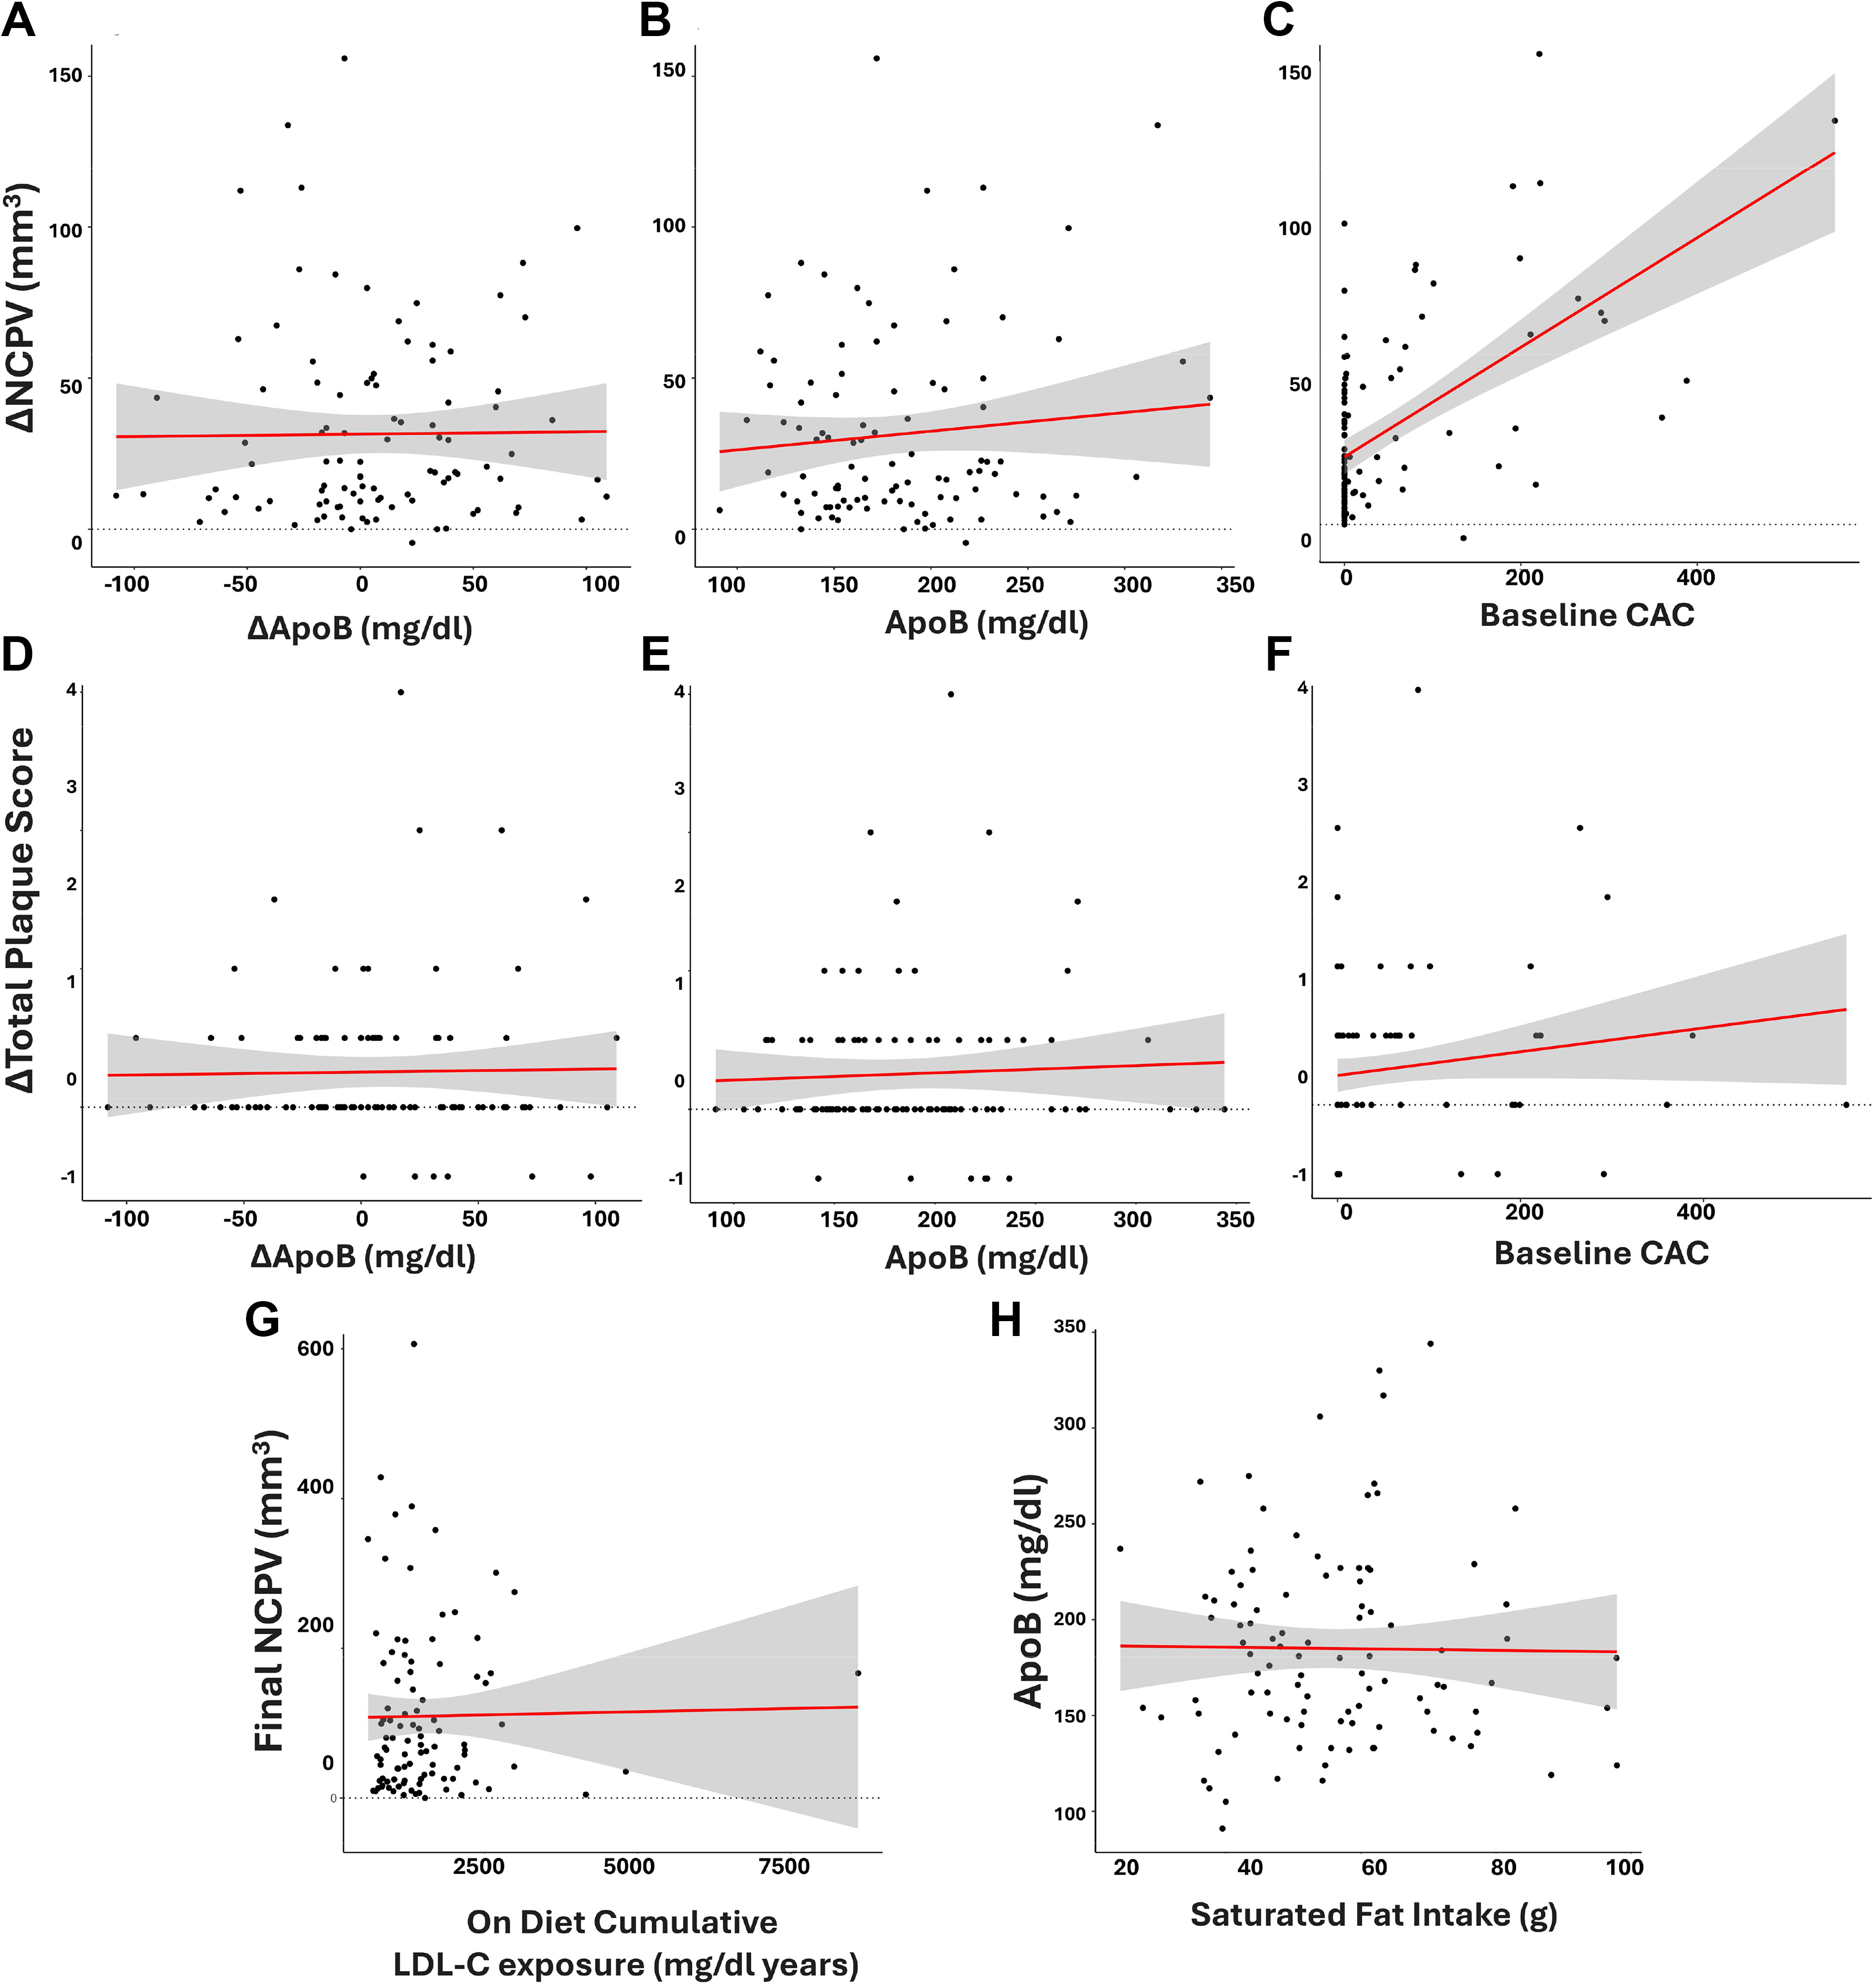 A
B
C
ΔNCPV (mm³)
150
100
50
0
-100 -50 0 50 100
ΔApoB (mg/dl)
150
100
50
0
100 150 200 250 300 350
ApoB (mg/dl)
150
100
50
0
0 200 400
Baseline CAC
D
E
F
ΔTotal Plaque Score
4
3
2
1
0
-1
-100 -50 0 50 100
ΔApoB (mg/dl)
4
3
2
1
0
-1
100 150 200 250 300 350
ApoB (mg/dl)
4
3
2
1
0
-1
0 200 400
Baseline CAC
G
H
Final NCPV (mm³)
600
400
200
0
0
2500 5000 7500
On Diet Cumulative
LDL-C exposure (mg/dl years)
ApoB (mg/dl)
350
300
250
200
150
100
20 40 60 80 100
Saturated Fat Intake (g)